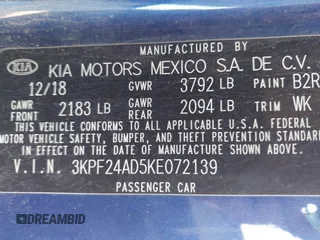 MANUFACTURED BY
KIA KIA MOTORS MEXICO S.A. DE C.V.
12/18 GVWR 3792 LB PAINT B2R
GAWR FRONT 2183 LB GAWR REAR 2094 LB TRIM WK
THIS VEHICLE CONFORMS TO ALL APPLICABLE U.S.A. FEDERAL
MOTOR VEHICLE SAFETY, BUMPER, AND THEFT PREVENTION STANDARDS
IN EFFECT ON THE DATE OF MANUFACTURE SHOWN ABOVE.
V.I.N. 3KPF24AD5KE072139
PASSENGER CAR
DREAMBID